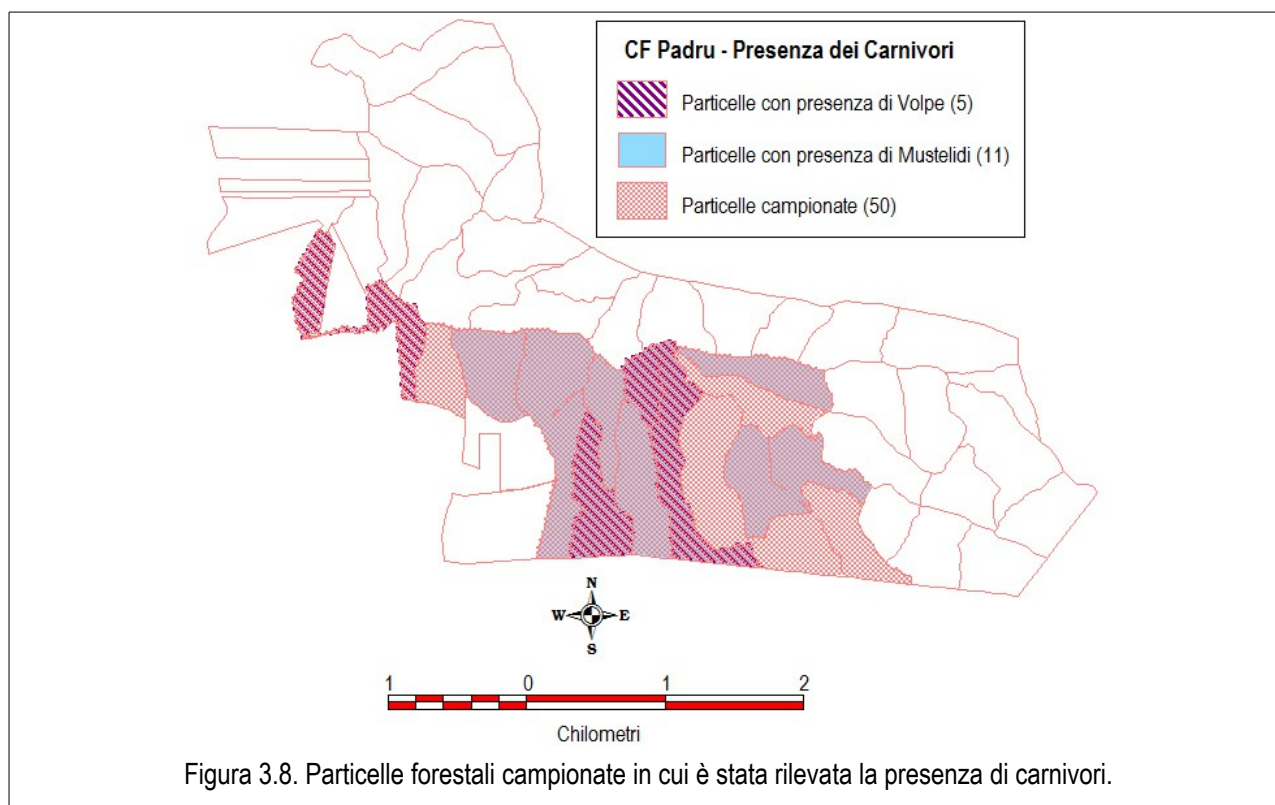 CF Padru - Presenza dei Carnivori
Particelle con presenza di Volpe (5)
Particelle con presenza di Mustelidi (11)
Particelle campionate (50)
N
W E
S
1 0 1 2
Chilometri
Figura 3.8. Particelle forestali campionate in cui è stata rilevata la presenza di carnivori.